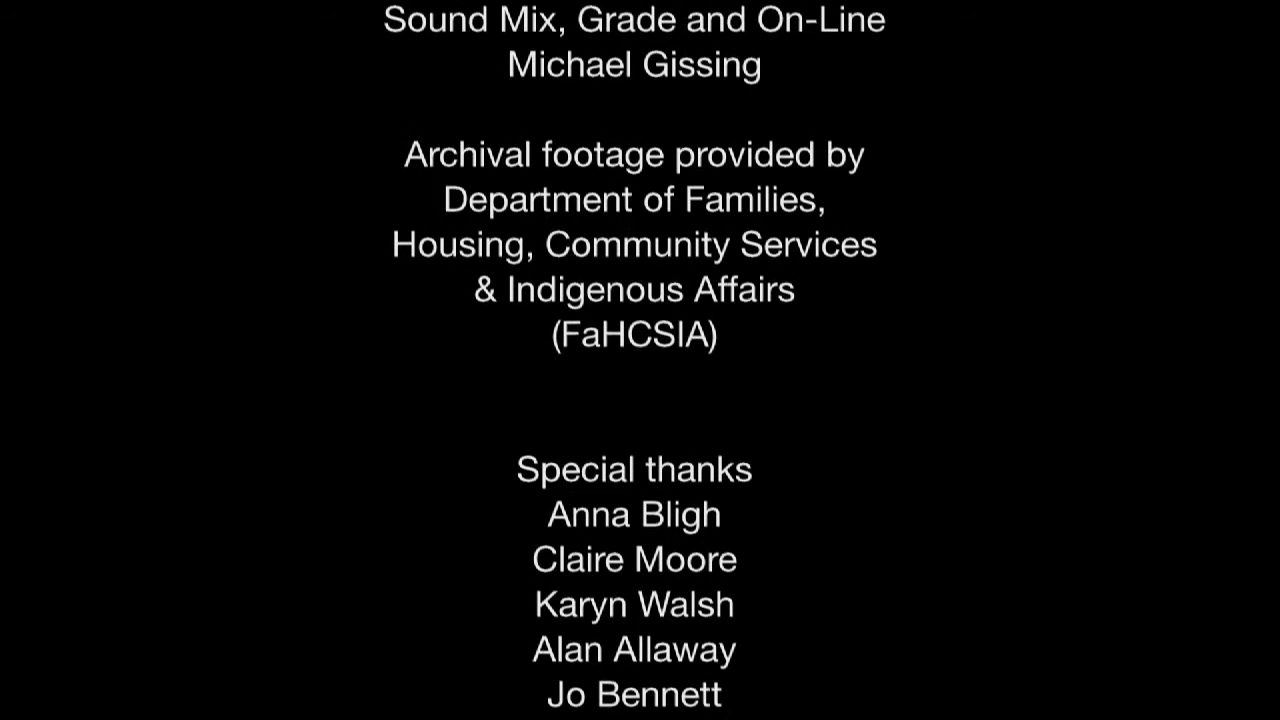 Sound Mix, Grade and On-Line
Michael Gissing
Archival footage provided by
Department of Families,
Housing, Community Services
& Indigenous Affairs
(FaHCSIA)
Special thanks
Anna Bligh
Claire Moore
Karyn Walsh
Alan Allaway
Jo Bennett